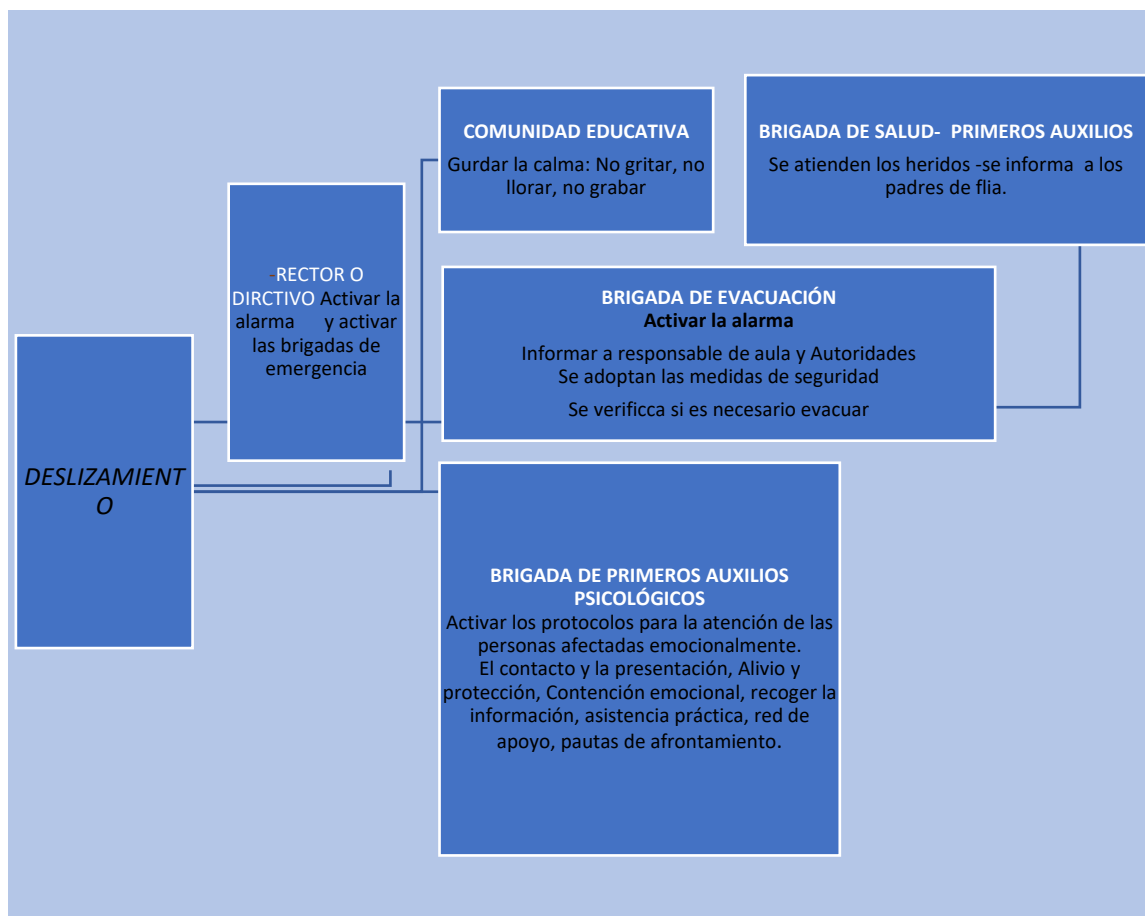 DESLIZAMIENT
O
-RECTOR O
DIRCTIVO Activar la
alarma y activar
las brigadas de
emergencia
COMUNIDAD EDUCATIVA
Gurdar la calma: No gritar, no
llorar, no grabar
BRIGADA DE EVACUACIÓN
Activar la alarma
Informar a responsable de aula y Autoridades
Se adoptan las medidas de seguridad
Se verificca si es necesario evacuar
BRIGADA DE SALUD- PRIMEROS AUXILIOS
Se atienden los heridos -se informa a los
padres de flia.
BRIGADA DE PRIMEROS AUXILIOS
PSICOLÓGICOS
Activar los protocolos para la atención de las
personas afectadas emocionalmente.
El contacto y la presentación, Alivio y
protección, Contención emocional, recoger la
información, asistencia práctica, red de
apoyo, pautas de afrontamiento.